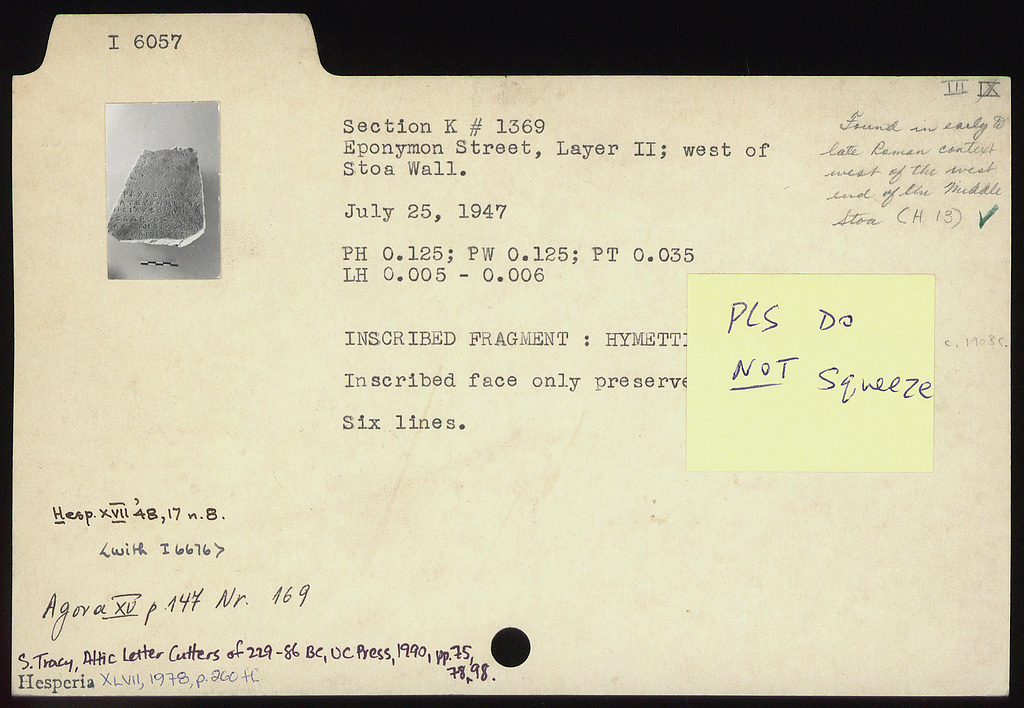 I 6057
III IX
Section K # 1369
Eponymon Street, Layer II; west of
Stoa Wall.
July 25, 1947
PH 0.125; PW 0.125; PT 0.035
LH 0.005 - 0.006
Found in early to
late Roman context
west of the west
end of the Middle
Stoa (H 13) ✓
INSCRIBED FRAGMENT : HYMETTI
Inscribed face only preserve
Six lines.
PLS DO
NOT Squeeze
Hesp. XVII '48, 17 n. 8.
<with I 6676>
Agora XV p. 147 Nr. 169
S. Tracy, Attic Letter Cutters of 229-86 BC, UC Press, 1990, pp. 75,
78, 98.
Hesperia XLVII, 1978, p. 260 ff.